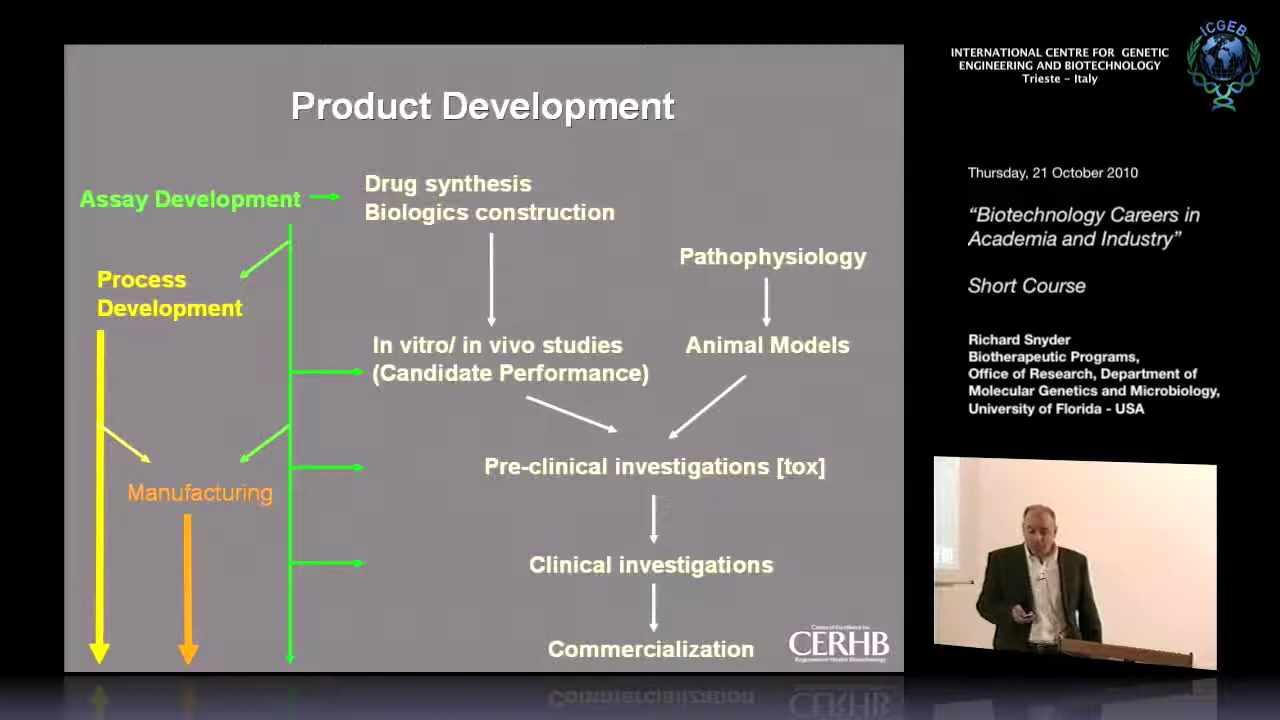 Product Development
Assay Development
Drug synthesis
Biologics construction
Process
Development
Pathophysiology
In vitro/ in vivo studies
(Candidate Performance)
Animal Models
Pre-clinical investigations [tox]
Manufacturing
Clinical investigations
Commercialization
CERHB
ICGEB
INTERNATIONAL CENTRE FOR GENETIC
ENGINEERING AND BIOTECHNOLOGY
Trieste - Italy
Thursday, 21 October 2010
“Biotechnology Careers in
Academia and Industry”
Short Course
Richard Snyder
Biotherapeutic Programs,
Office of Research, Department of
Molecular Genetics and Microbiology,
University of Florida - USA